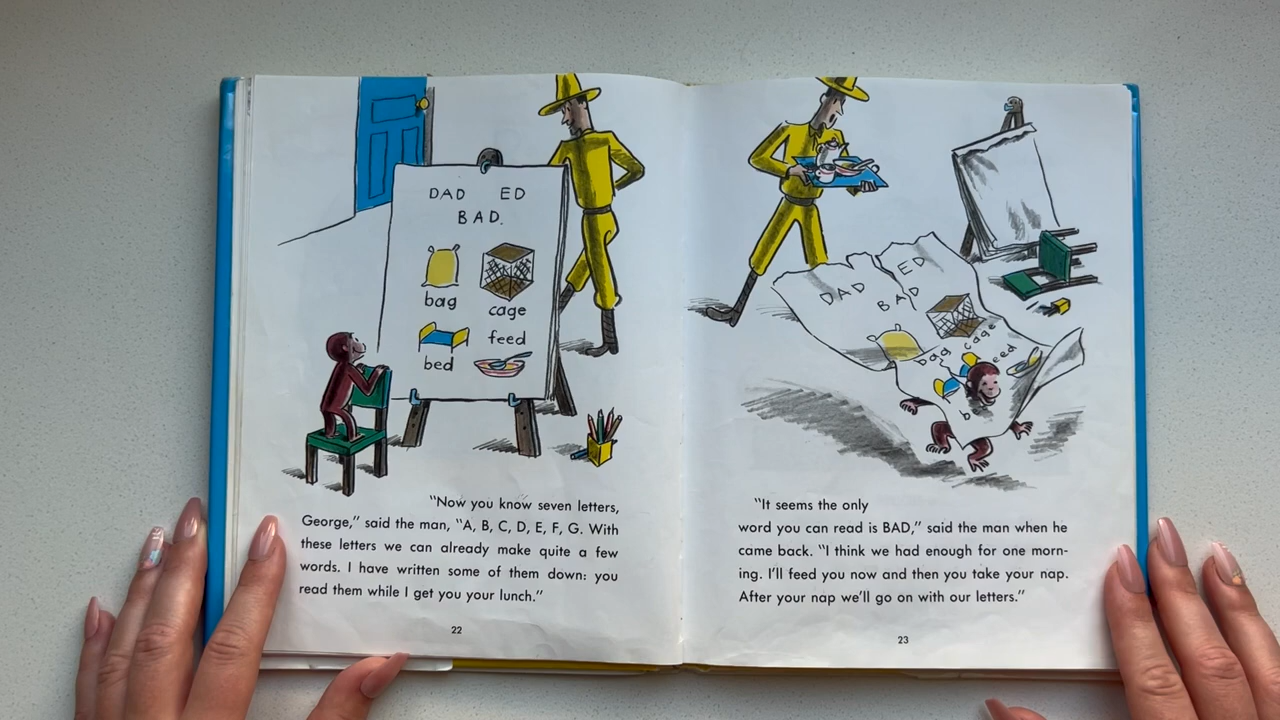 DAD ED
BAD.
bag
cage
bed
feed
"Now you know seven letters,
George," said the man, "A, B, C, D, E, F, G. With
these letters we can already make quite a few
words. I have written some of them down: you
read them while I get you your lunch."
22
DAD ED
BAD
bag cage
b
eed
"It seems the only
word you can read is BAD," said the man when he
came back. "I think we had enough for one morn-
ing. I'll feed you now and then you take your nap.
After your nap we'll go on with our letters."
23